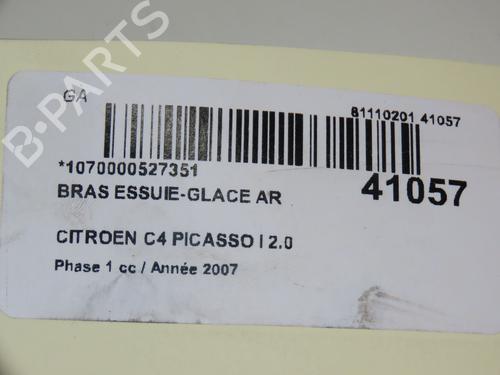 GA
81110201 41057
*1070000527351
41057
BRAS ESSUIE-GLACE AR
CITROEN C4 PICASSO I 2.0
Phase 1 cc / Année 2007
B-PARTS